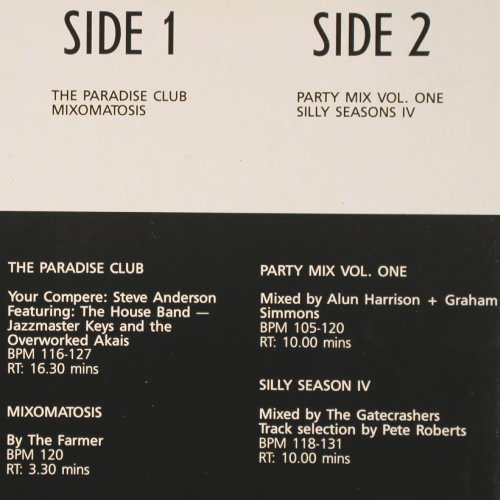 SIDE 1
THE PARADISE CLUB
MIXOMATOSIS
SIDE 2
PARTY MIX VOL. ONE
SILLY SEASONS IV
THE PARADISE CLUB
Your Compere: Steve Anderson
Featuring: The House Band —
Jazzmaster Keys and the
Overworked Akais
BPM 116-127
RT: 16.30 mins
MIXOMATOSIS
By The Farmer
BPM 120
RT: 3.30 mins
PARTY MIX VOL. ONE
Mixed by Alun Harrison + Graham
Simmons
BPM 105-120
RT: 10.00 mins
SILLY SEASON IV
Mixed by The Gatecrashers
Track selection by Pete Roberts
BPM 118-131
RT: 10.00 mins